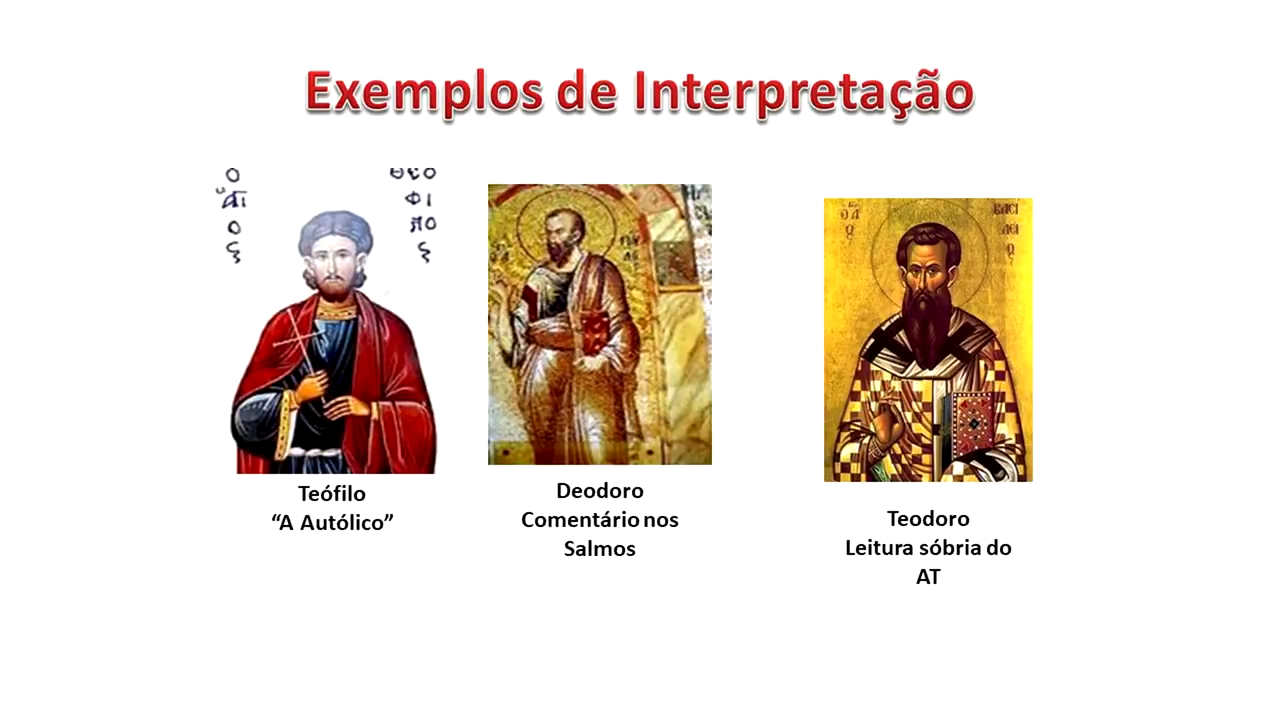 Exemplos de Interpretação
Teófilo
“A Autólico”
Deodoro
Comentário nos
Salmos
Teodoro
Leitura sóbria do
AT